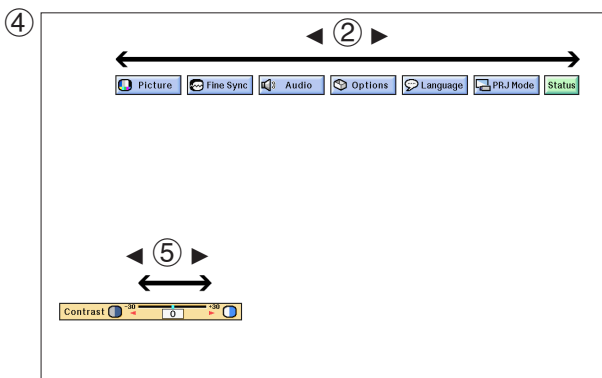 ④
◄ ② ►
Picture Fine Sync Audio Options Language PRJ Mode Status
◄ ⑤ ►
Contrast -30 0 +30